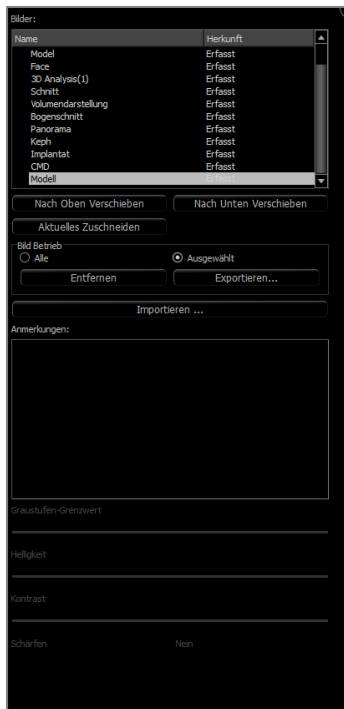 Bilder:
Name Herkunft
Model Erfasst
Face Erfasst
3D Analysis(1) Erfasst
Schnitt Erfasst
Volumendarstellung Erfasst
Bogenschnitt Erfasst
Panorama Erfasst
Keph Erfasst
Implantat Erfasst
CMD Erfasst
Modell Erfasst
Nach Oben Verschieben Nach Unten Verschieben
Aktuelles Zuschneiden
Bild Betrieb
Alle Ausgewählt
Entfernen Exportieren...
Importieren ...
Anmerkungen:
Graustufen-Grenzwert
Helligkeit
Kontrast
Schärfen Nein